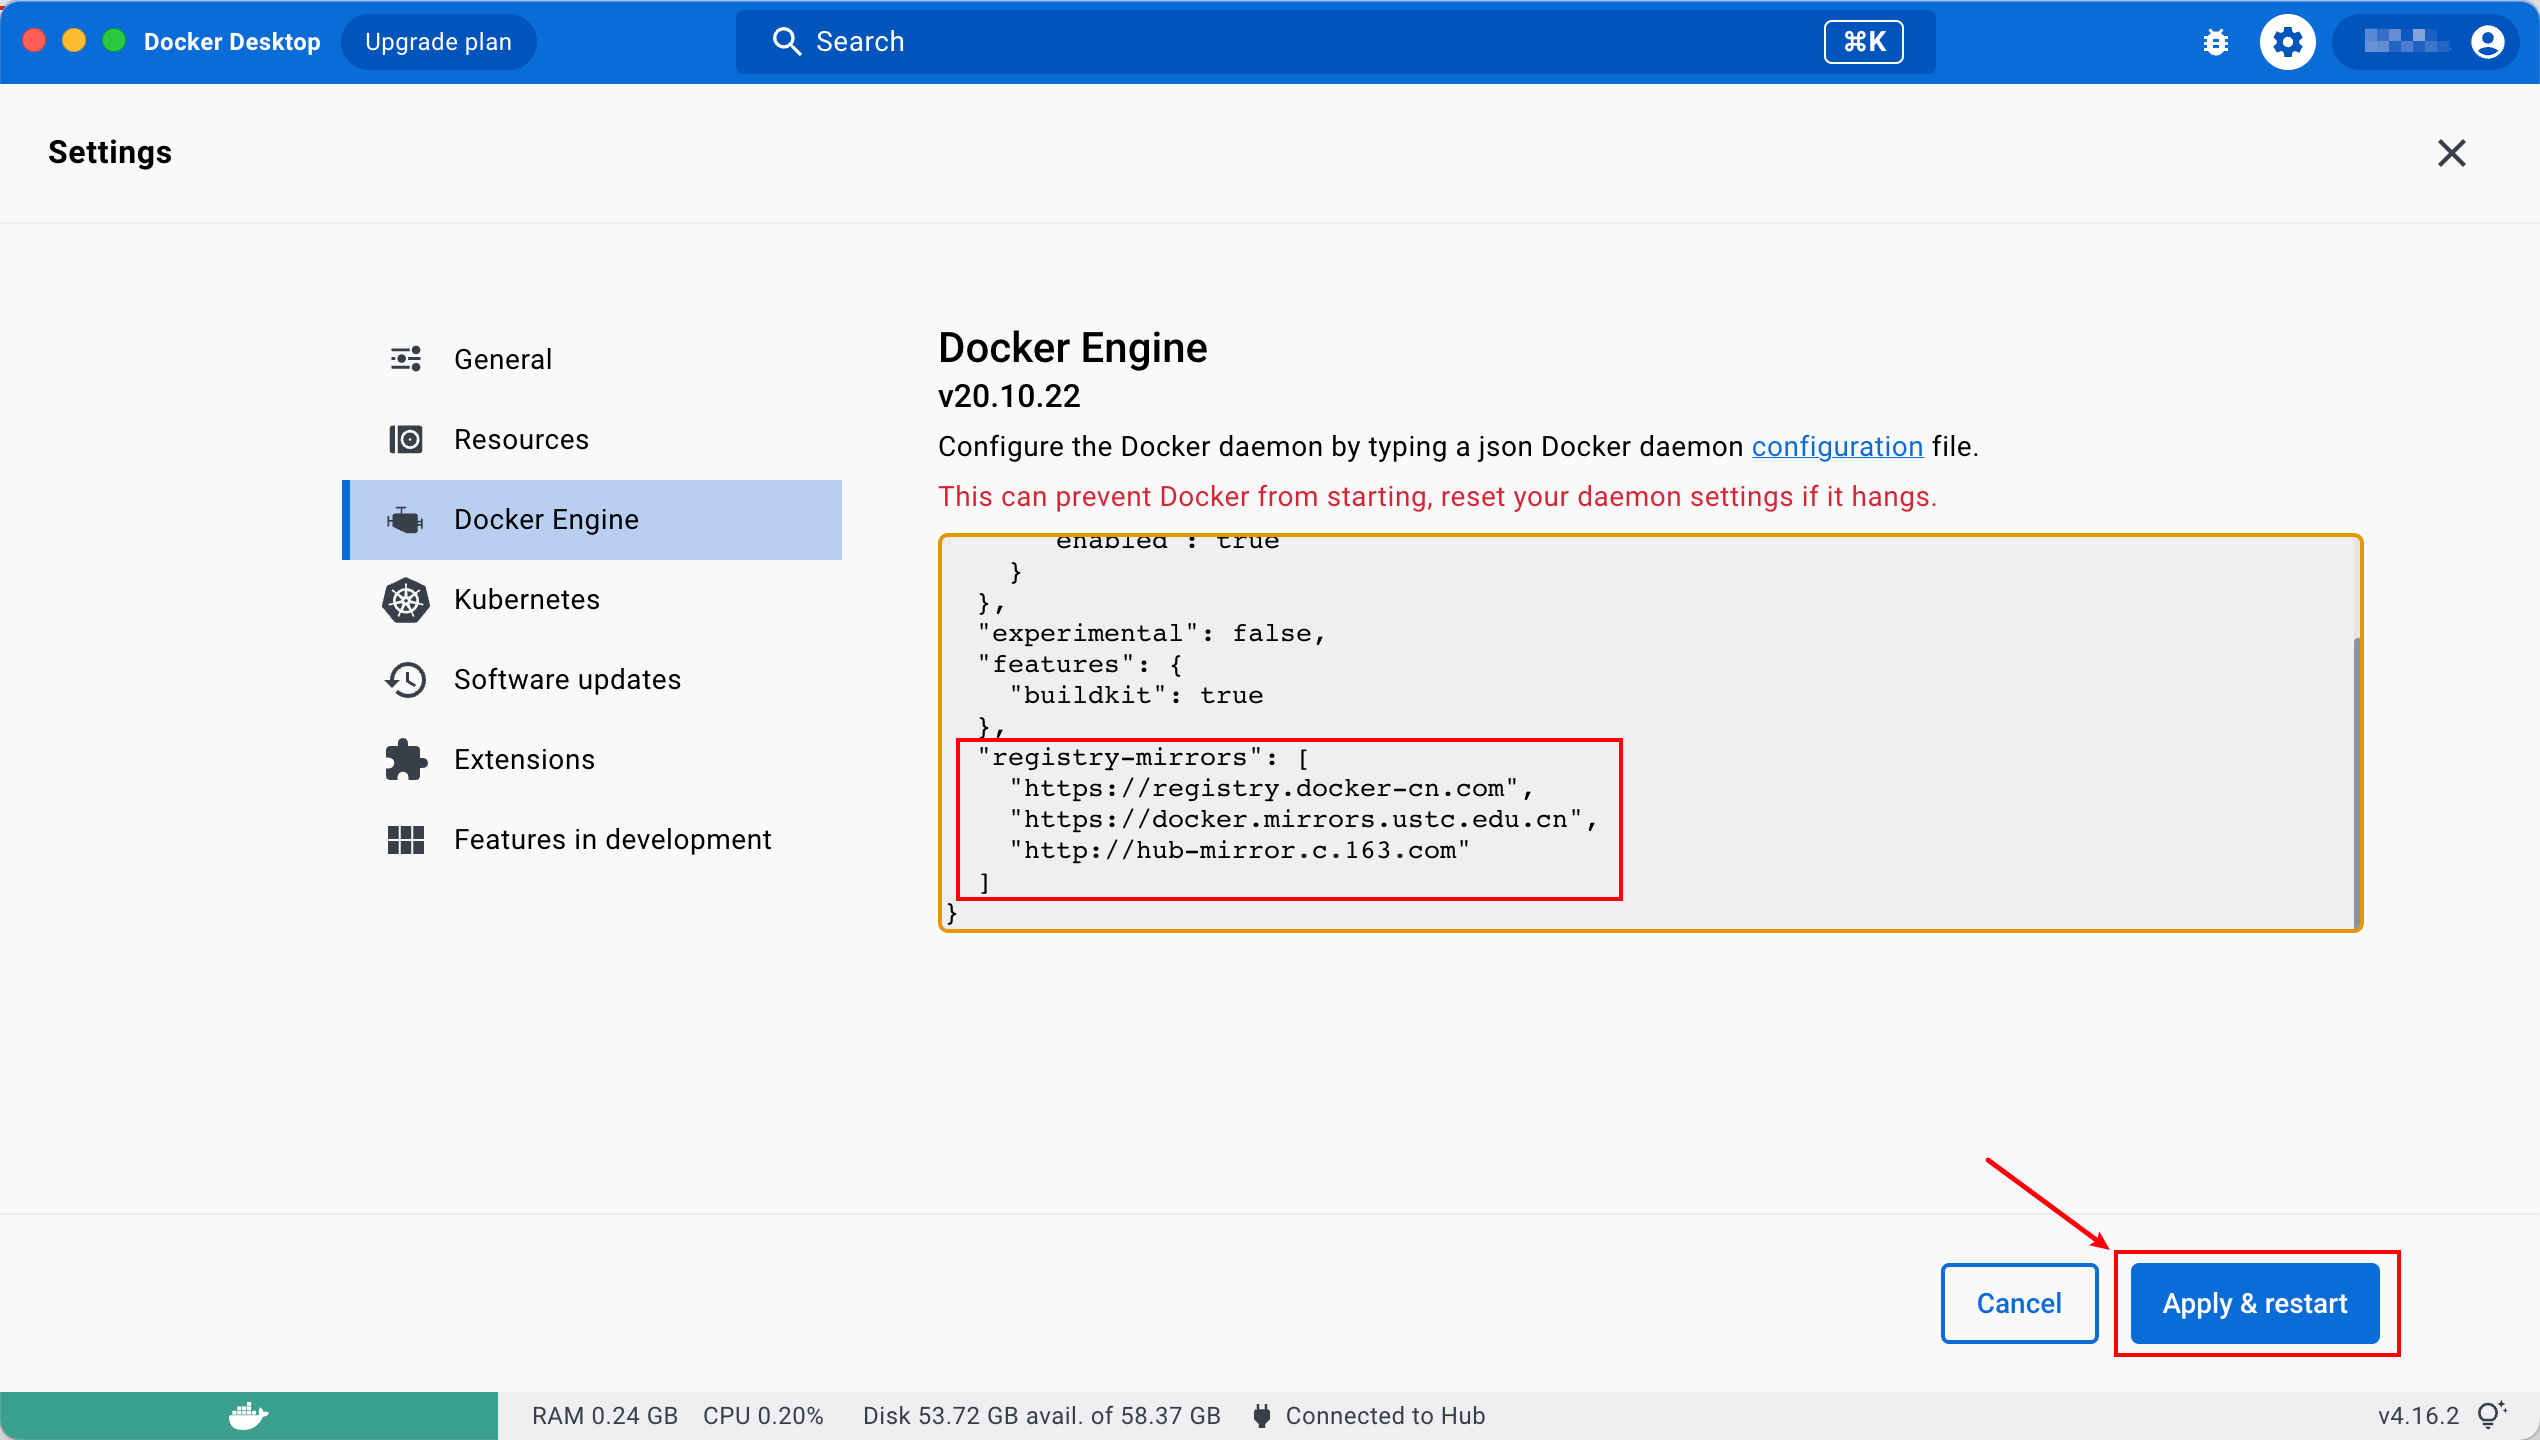 Docker Desktop
Upgrade plan
Search
⌘K
Settings
General
Resources
Docker Engine
Kubernetes
Software updates
Extensions
Features in development
Docker Engine
v20.10.22
Configure the Docker daemon by typing a json Docker daemon configuration file.
This can prevent Docker from starting, reset your daemon settings if it hangs.
enabled : true
}
},
"experimental": false,
"features": {
"buildkit": true
},
"registry-mirrors": [
"https://registry.docker-cn.com",
"https://docker.mirrors.ustc.edu.cn",
"http://hub-mirror.c.163.com"
]
}
Cancel
Apply & restart
RAM 0.24 GB CPU 0.20% Disk 53.72 GB avail. of 58.37 GB Connected to Hub
v4.16.2